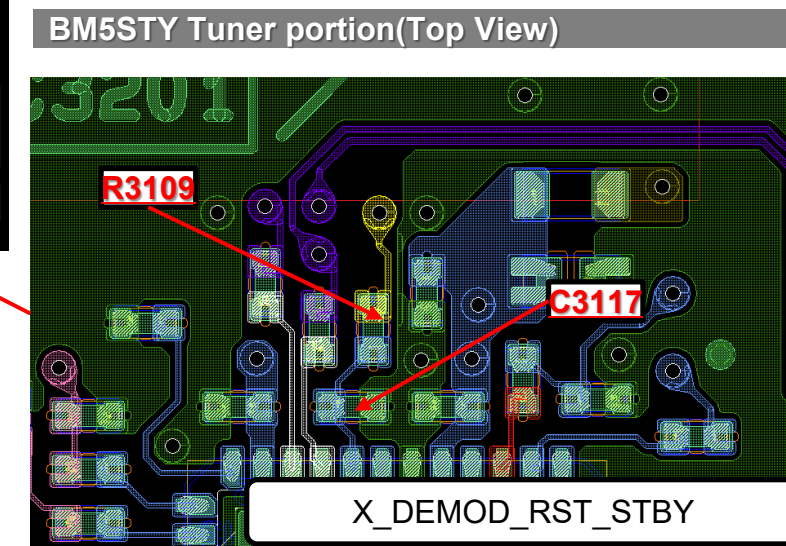 BM5STY Tuner portion(Top View)
C3201
R3109
C3117
X_DEMOD_RST_STBY